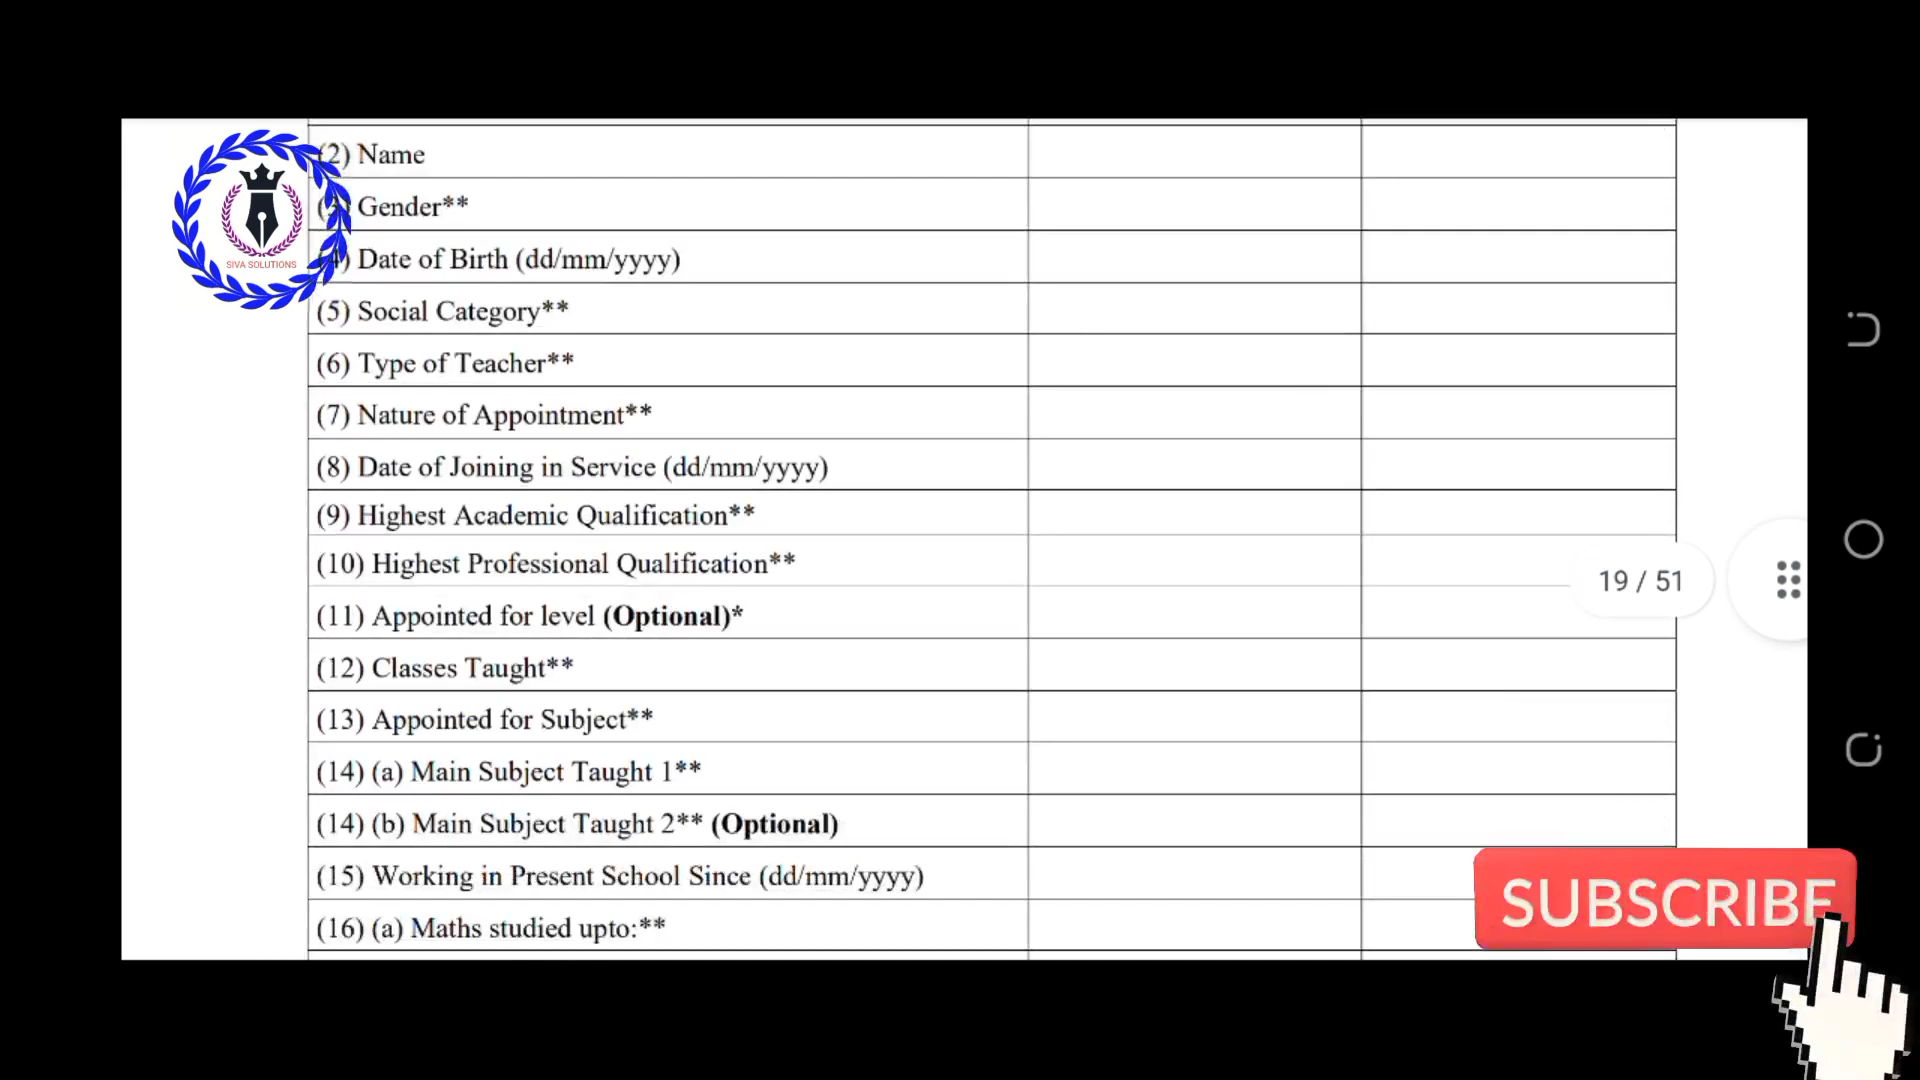 (2) Name
(3) Gender**
(4) Date of Birth (dd/mm/yyyy)
(5) Social Category**
(6) Type of Teacher**
(7) Nature of Appointment**
(8) Date of Joining in Service (dd/mm/yyyy)
(9) Highest Academic Qualification**
(10) Highest Professional Qualification**
(11) Appointed for level (Optional)*
(12) Classes Taught**
(13) Appointed for Subject**
(14) (a) Main Subject Taught 1**
(14) (b) Main Subject Taught 2** (Optional)
(15) Working in Present School Since (dd/mm/yyyy)
(16) (a) Maths studied upto:**
SIVA SOLUTIONS
19 / 51
SUBSCRIBE